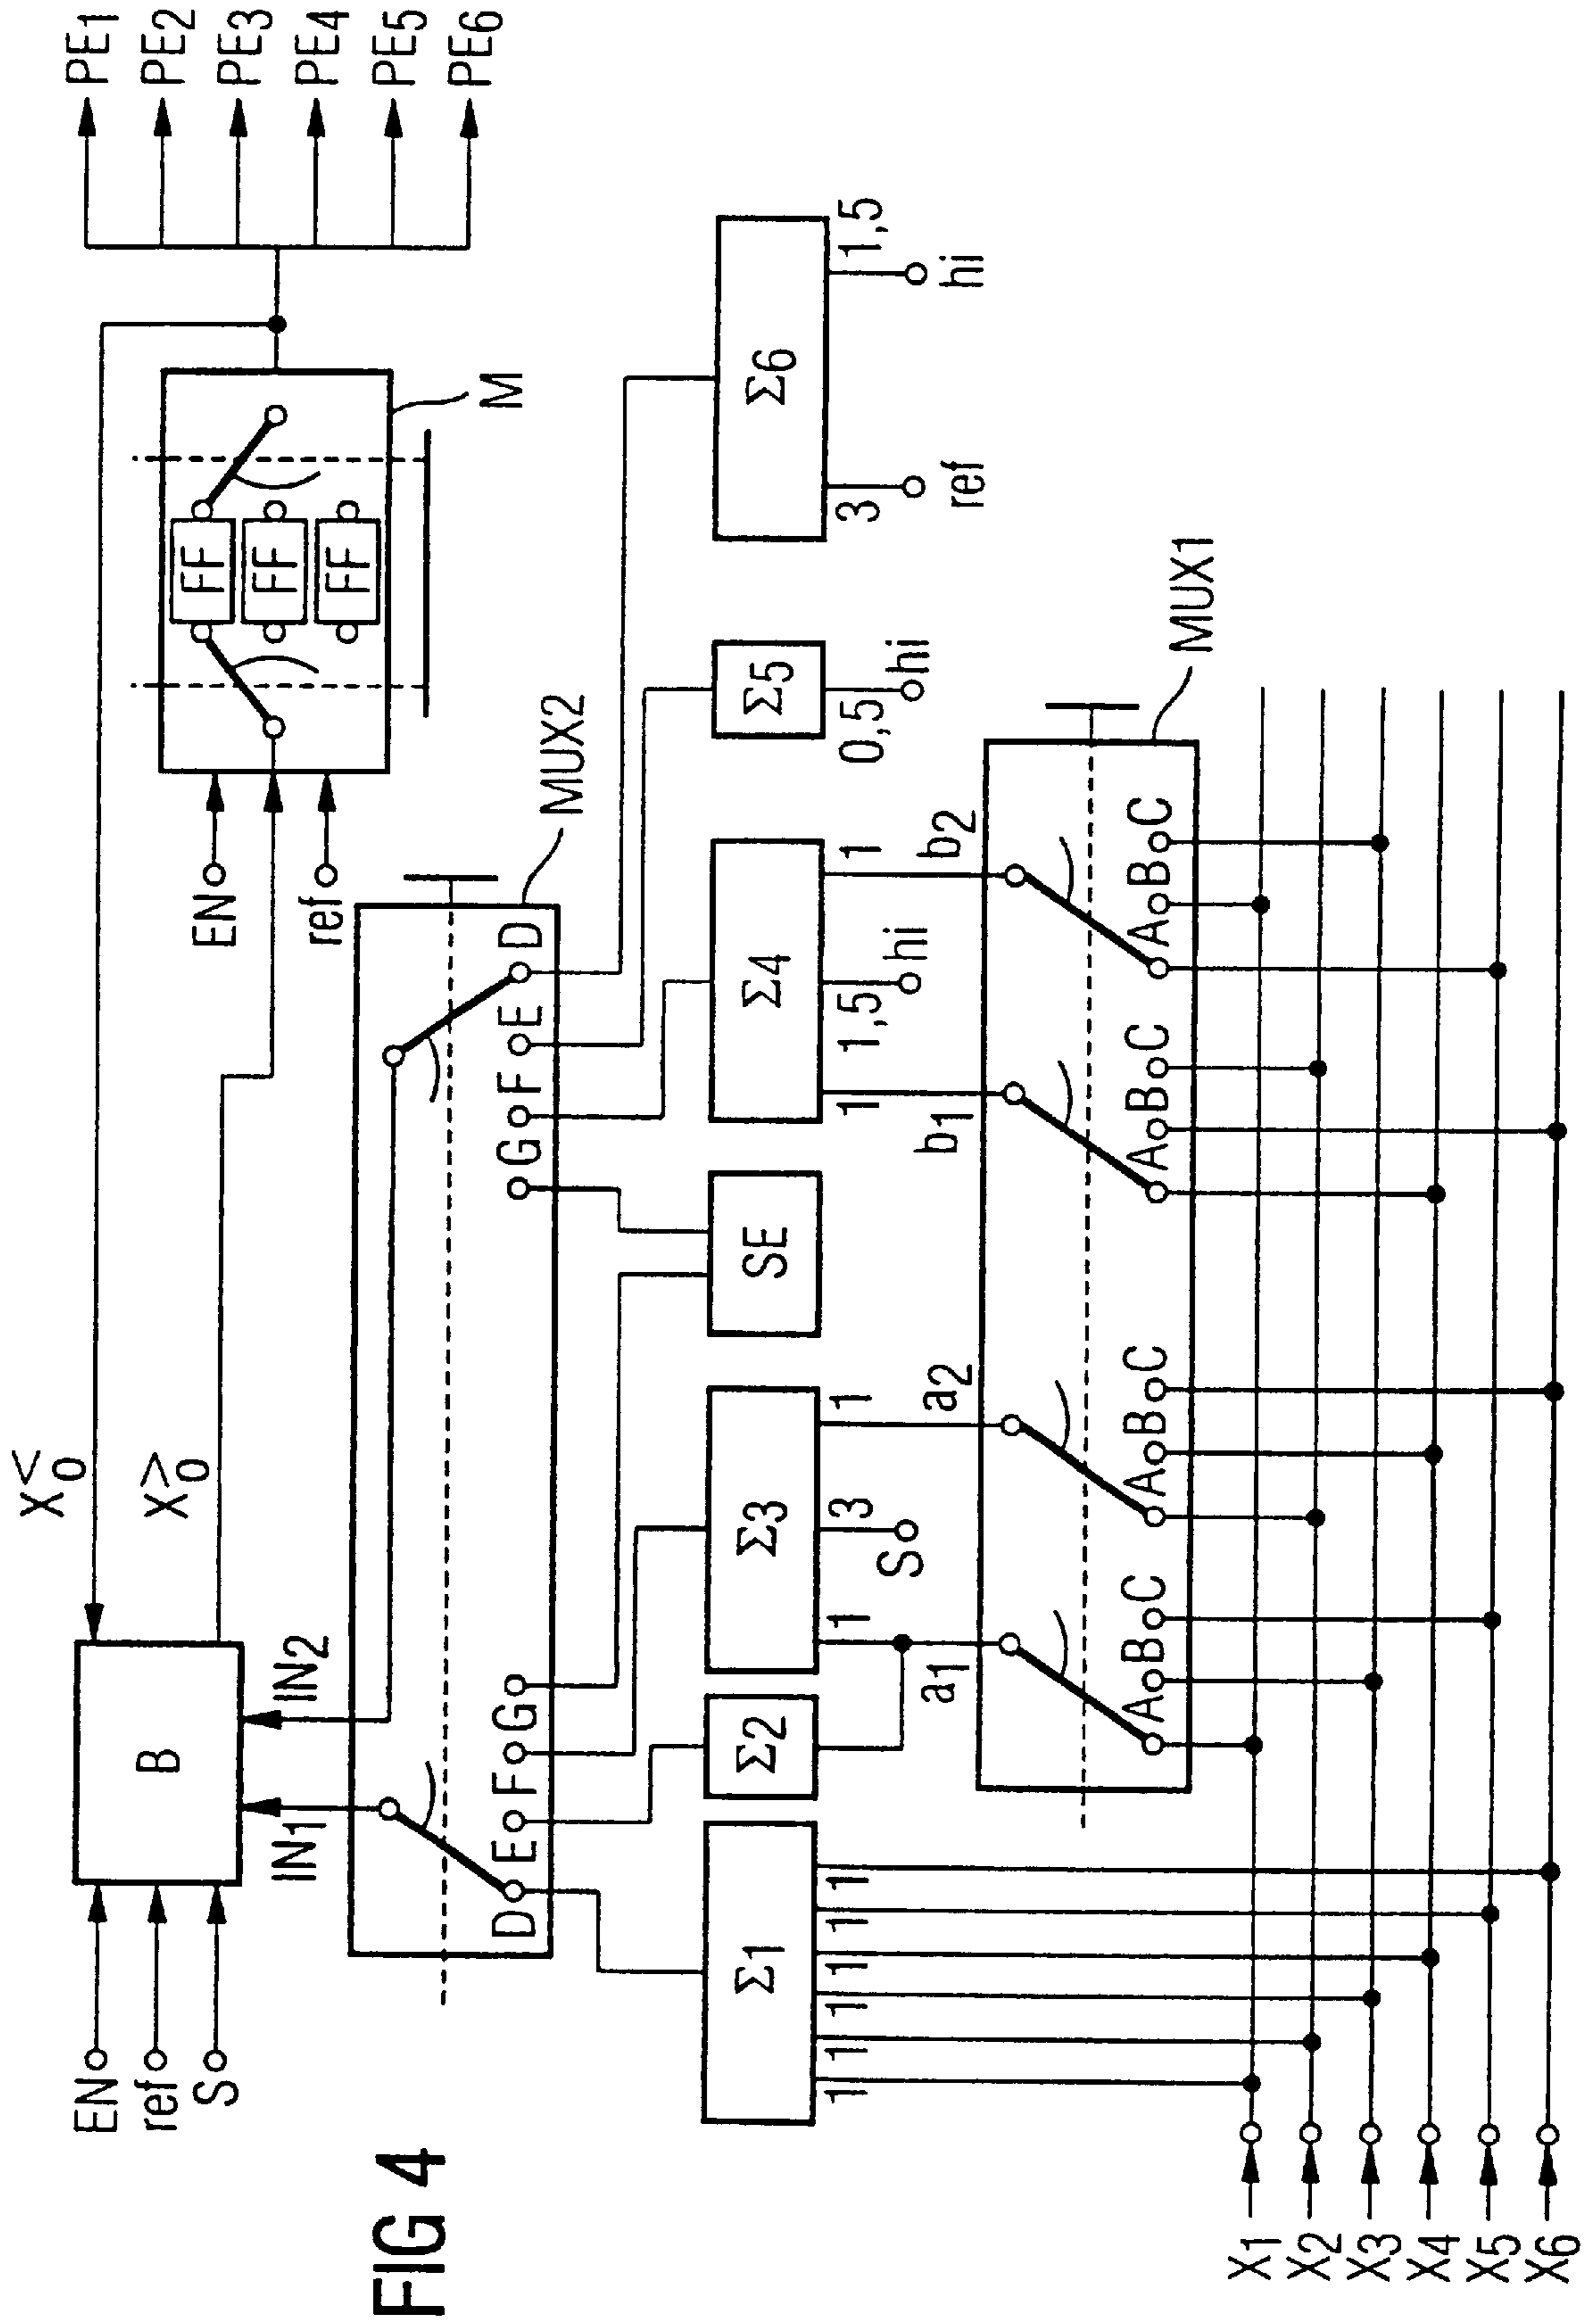 FIG 4
EN
ref
S
B
IN1
IN2
X0<
X0>
EN
ref
FF
FF
FF
M
PE1
PE2
PE3
PE4
PE5
PE6
MUX2
D
E
F
G
G
F
E
D
Σ1
Σ2
Σ3
SE
Σ4
Σ5
Σ6
1
1
1
1
1
1
1
3
1
S
1
1,5
1
hi
0,5
hi
3
1,5
ref
hi
a1
a2
b1
b2
MUX1
A
B
C
A
B
C
A
B
C
A
B
C
X1
X2
X3
X4
X5
X6